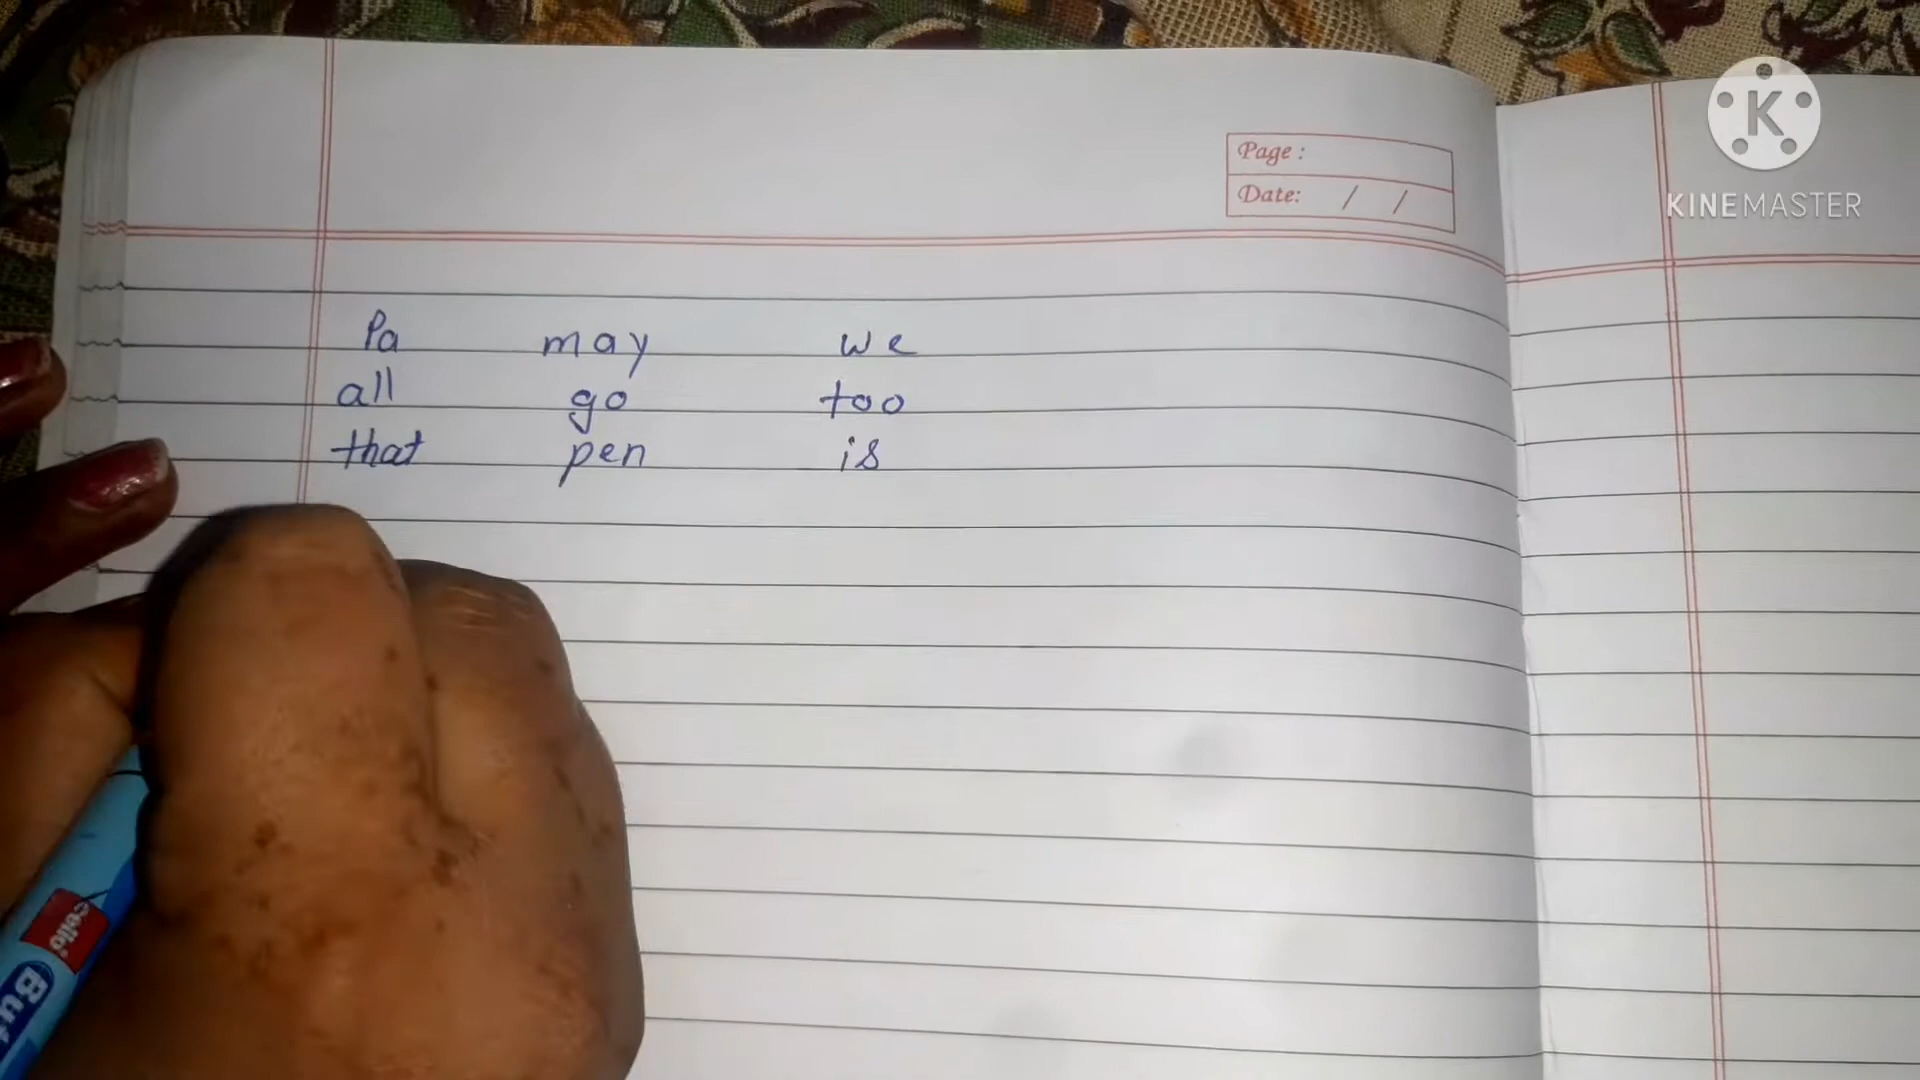 Page :
Date: / /
K
KINEMASTER
Pa may we
all go too
that pen is
cello